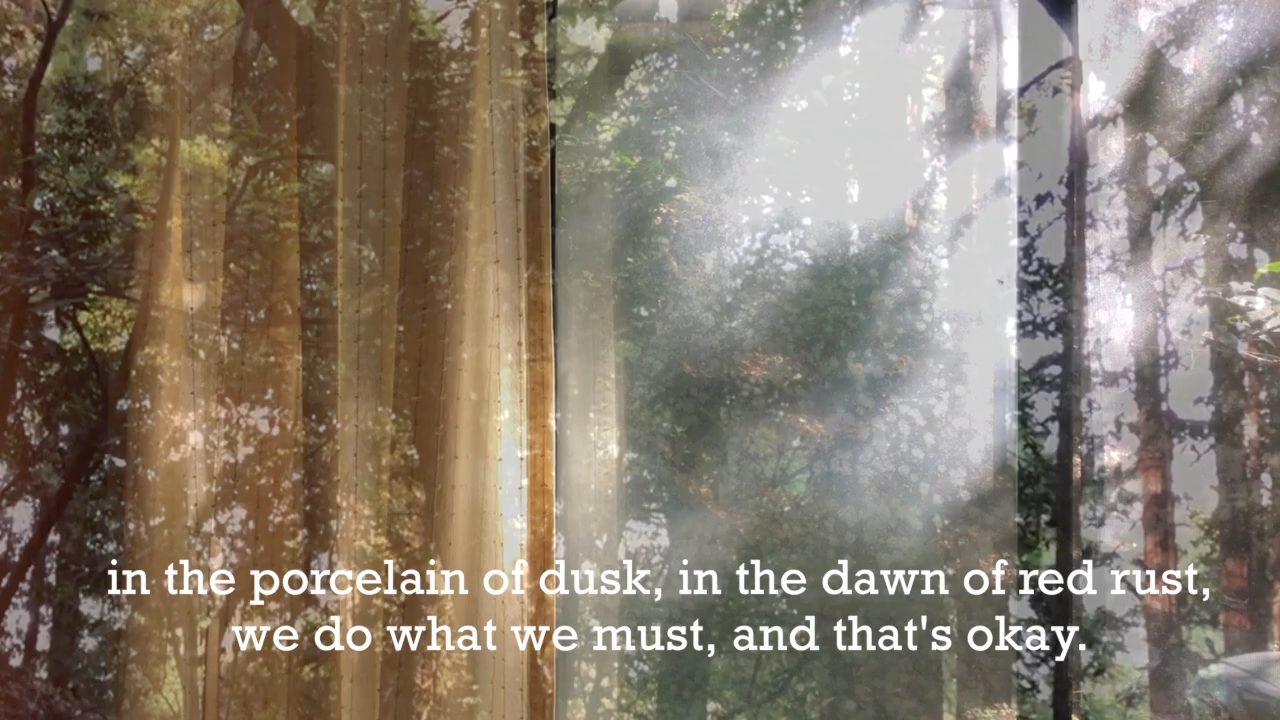 in the porcelain of dusk, in the dawn of red rust,
we do what we must, and that's okay.